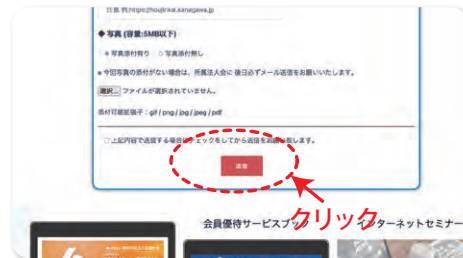 任意 例)https://houjinkai.kanagawa.jp
◆ 写真 (容量:5MB以下)
写真添付有り 写真添付無し
※今回写真の添付がない場合は、所属法人会に 後日必ずメール送信をお願いいたします。
選択... ファイルが選択されていません。
添付可能拡張子：gif / png / jpg / jpeg / pdf
上記内容で送信する場合はチェックをしてから送信をお願い致します。
送信
クリック
会員優待サービスブック
インターネットセミナー